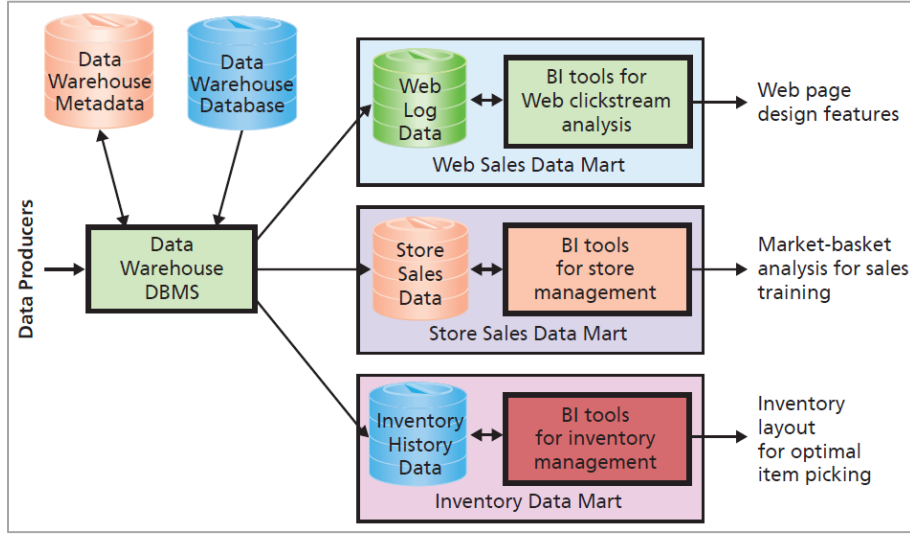 Data
Warehouse
Metadata
Data
Warehouse
Database
Data Producers
Data
Warehouse
DBMS
Web
Log
Data
BI tools for
Web clickstream
analysis
Web Sales Data Mart
Web page
design features
Store
Sales
Data
BI tools
for store
management
Store Sales Data Mart
Market-basket
analysis for sales
training
Inventory
History
Data
BI tools
for inventory
management
Inventory Data Mart
Inventory
layout
for optimal
item picking